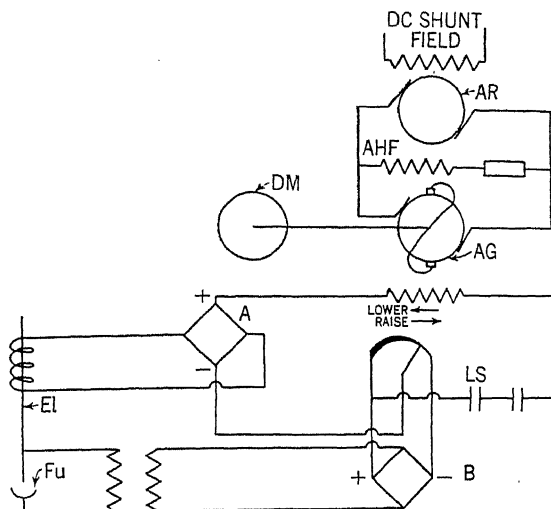 DC SHUNT
FIELD
AR
AHF
DM
AG
+
A
LOWER
RAISE
−
LS
El
Fu
+
−
B